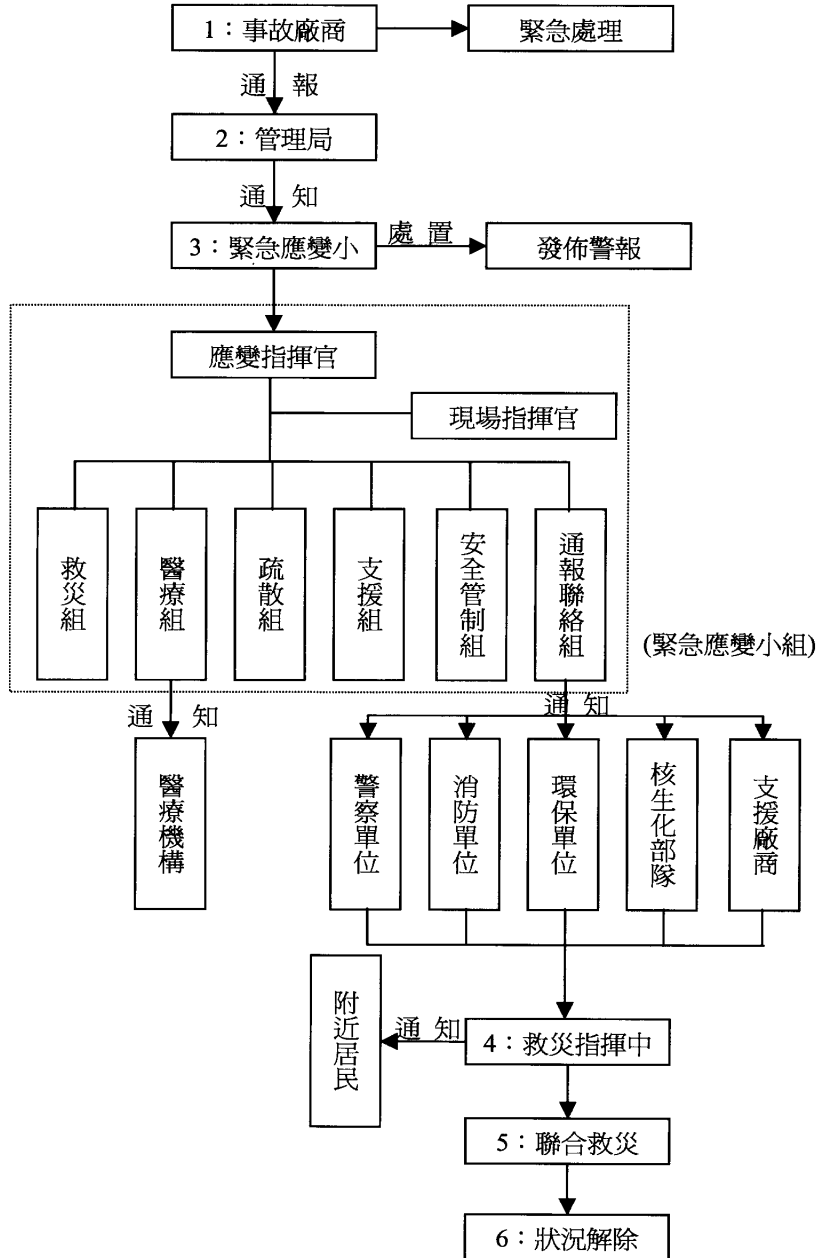 1：事故廠商
緊急處理
通 報
2：管理局
通 知
3：緊急應變小
處 置
發佈警報
應變指揮官
現場指揮官
救災組
醫療組
疏散組
支援組
安全管制組
通報聯絡組
(緊急應變小組)
通 知
通 知
醫療機構
警察單位
消防單位
環保單位
核生化部隊
支援廠商
附近居民
通 知
4：救災指揮中
5：聯合救災
6：狀況解除